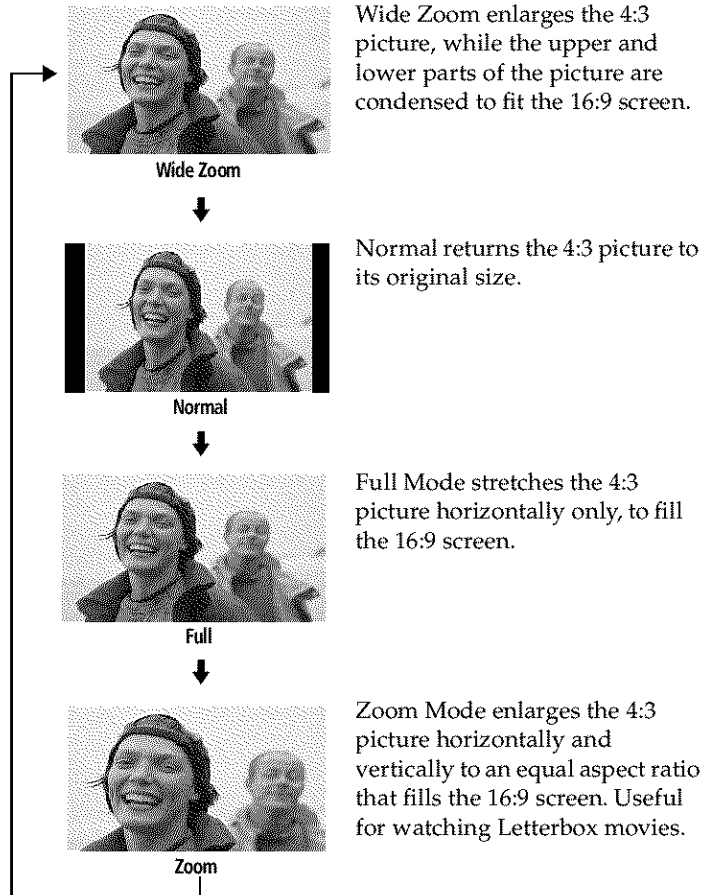 Wide Zoom enlarges the 4:3
picture, while the upper and
lower parts of the picture are
condensed to fit the 16:9 screen.
Wide Zoom
Normal returns the 4:3 picture to
its original size.
Normal
Full Mode stretches the 4:3
picture horizontally only, to fill
the 16:9 screen.
Full
Zoom Mode enlarges the 4:3
picture horizontally and
vertically to an equal aspect ratio
that fills the 16:9 screen. Useful
for watching Letterbox movies.
Zoom